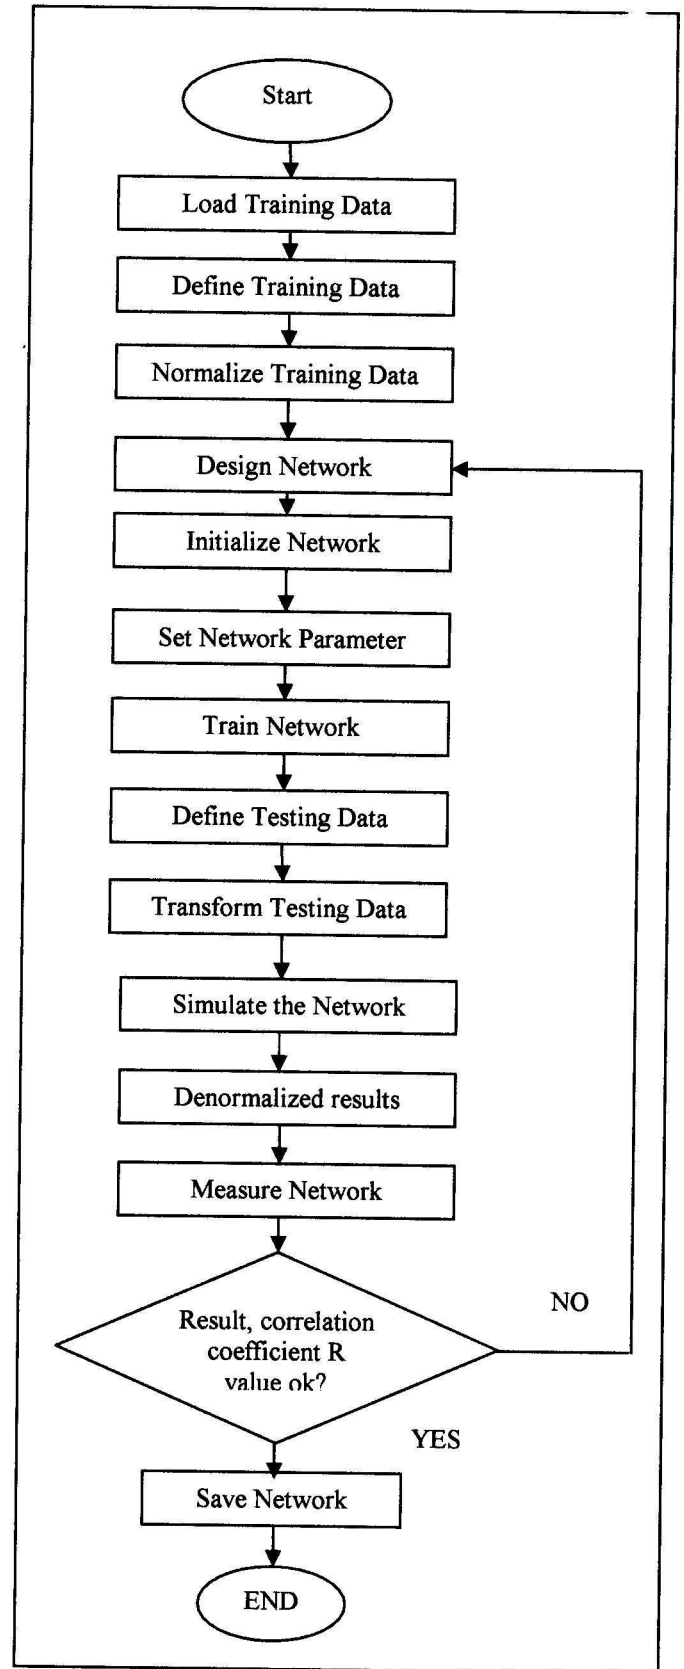 Start
Load Training Data
Define Training Data
Normalize Training Data
Design Network
Initialize Network
Set Network Parameter
Train Network
Define Testing Data
Transform Testing Data
Simulate the Network
Denormalized results
Measure Network
NO
Result, correlation
coefficient R
value ok?
YES
Save Network
END